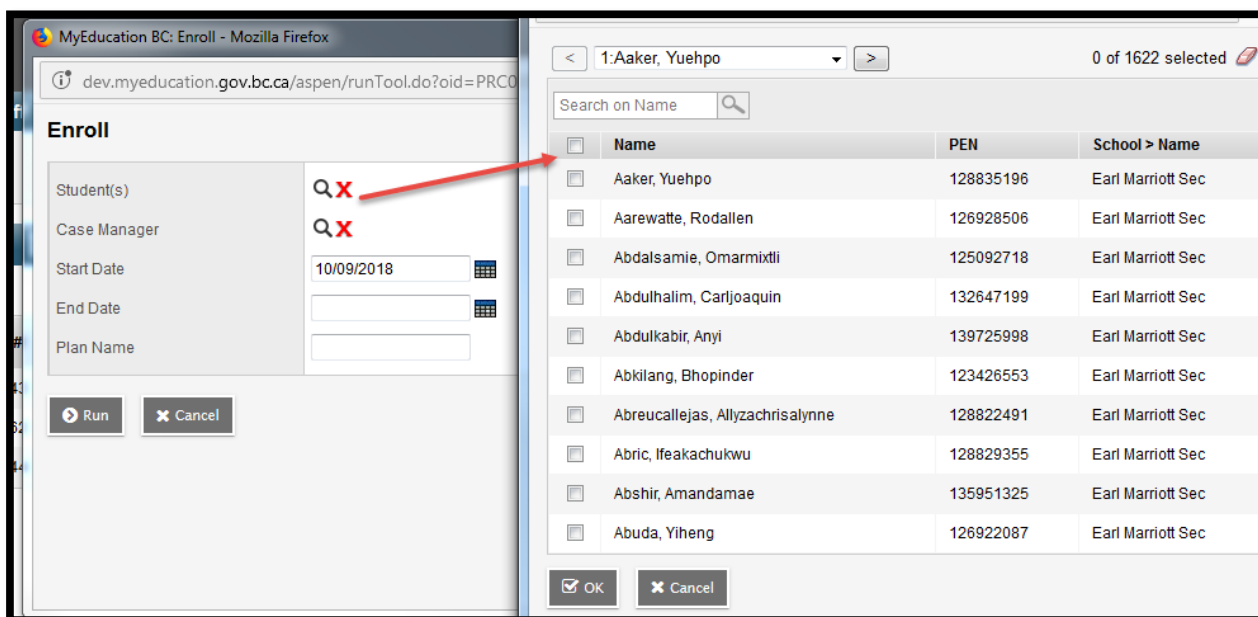 MyEducation BC: Enroll - Mozilla Firefox
dev.myeducation.gov.bc.ca/aspen/runTool.do?oid=PRC0
Enroll
Student(s)
Case Manager
Start Date 10/09/2018
End Date
Plan Name
Run Cancel
< 1:Aaker, Yuehpo > 0 of 1622 selected
Search on Name
Name PEN School > Name
Aaker, Yuehpo 128835196 Earl Marriott Sec
Aarewatte, Rodallen 126928506 Earl Marriott Sec
Abdalsamie, Omarmixtli 125092718 Earl Marriott Sec
Abdulhalim, Carljoaquin 132647199 Earl Marriott Sec
Abdulkabir, Anyi 139725998 Earl Marriott Sec
Abkilang, Bhopinder 123426553 Earl Marriott Sec
Abreucallejas, Allyzachrisalynne 128822491 Earl Marriott Sec
Abric, Ifeakachukwu 128829355 Earl Marriott Sec
Abshir, Amandamae 135951325 Earl Marriott Sec
Abuda, Yiheng 126922087 Earl Marriott Sec
OK Cancel